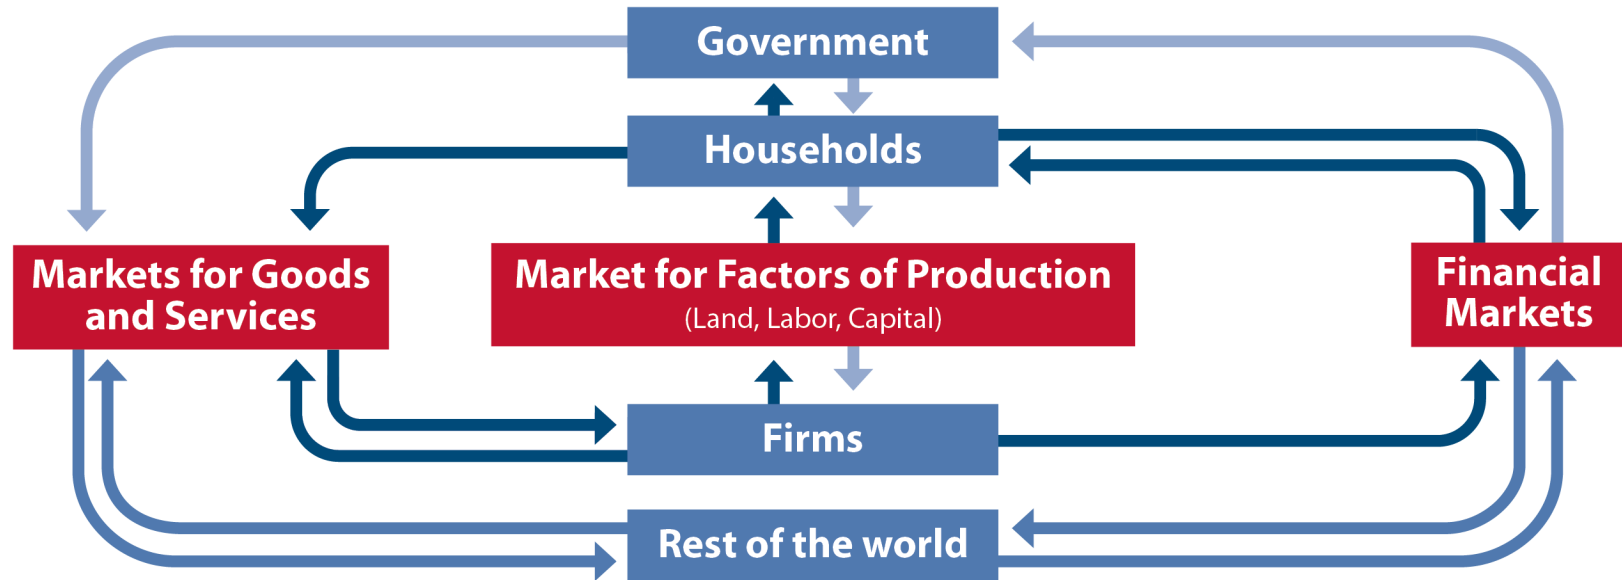 Government
Households
Markets for Goods
and Services
Market for Factors of Production
(Land, Labor, Capital)
Financial
Markets
Firms
Rest of the world